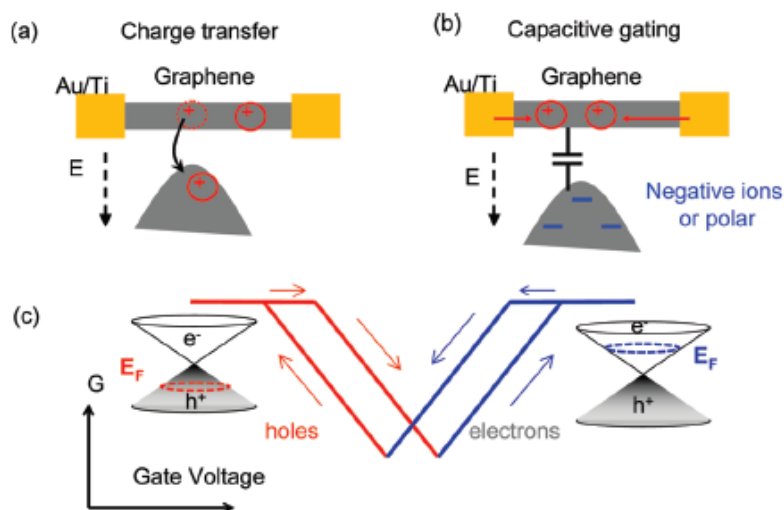 (a) Charge transfer
Au/Ti Graphene
+ +
E
+
(b) Capacitive gating
Au/Ti Graphene
+ +
E
Negative ions
or polar
(c)
e-
EF
h+
G
holes
electrons
e-
EF
h+
Gate Voltage